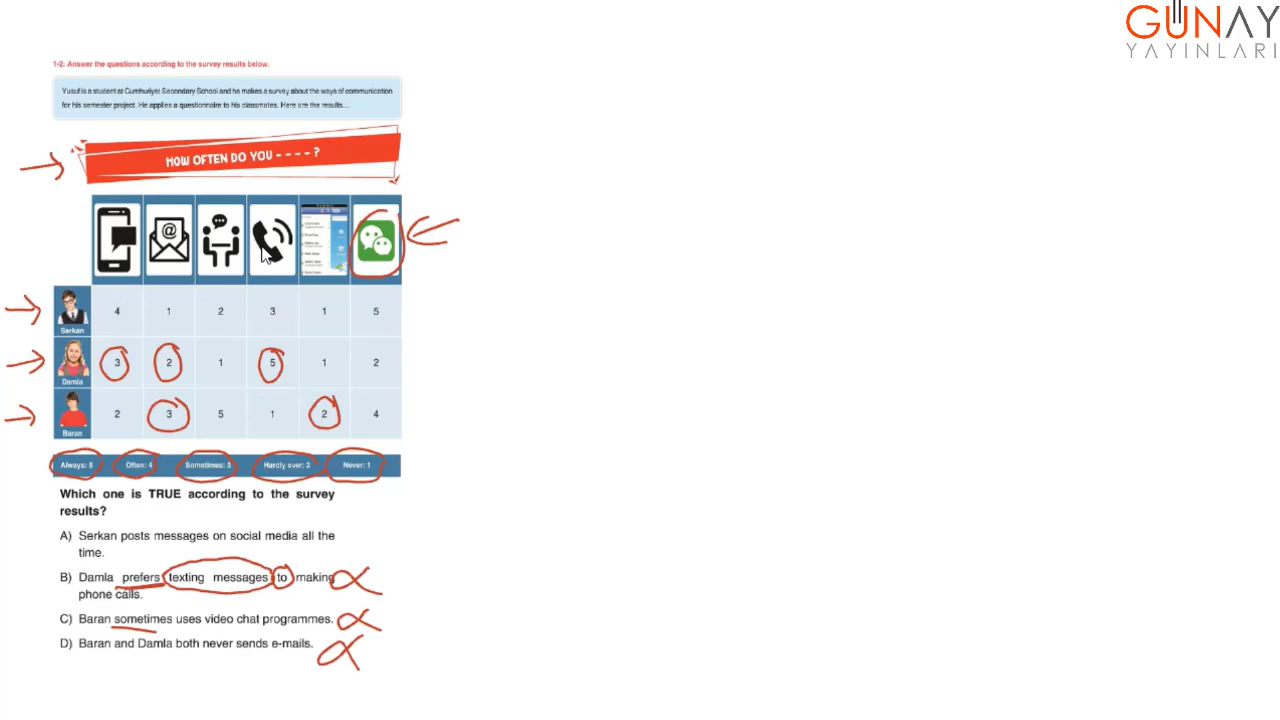 GÜNAY
YAYINLARI
1-2. Answer the questions according to the survey results below.
Yusuf is a student at Cumhuriyet Secondary School and he makes a survey about the ways of communication
for his semester project. He applies a questionnaire to his classmates. Here are the results...
HOW OFTEN DO YOU - - - - ?
@
Serkan 4 1 2 3 1 5
Damla 3 2 1 5 1 2
Baran 2 3 5 1 2 4
Always: 5 Often: 4 Sometimes: 3 Hardly ever: 2 Never: 1
Which one is TRUE according to the survey
results?
A) Serkan posts messages on social media all the
time.
B) Damla prefers texting messages to making
phone calls.
C) Baran sometimes uses video chat programmes.
D) Baran and Damla both never sends e-mails.